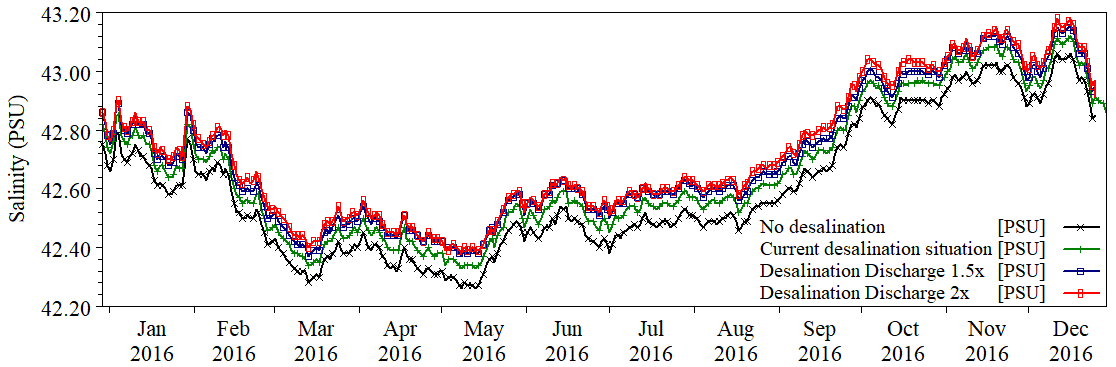 43.20
43.00
42.80
42.60
42.40
42.20
Salinity (PSU)
No desalination [PSU]
Current desalination situation [PSU]
Desalination Discharge 1.5x [PSU]
Desalination Discharge 2x [PSU]
Jan Feb Mar Apr May Jun Jul Aug Sep Oct Nov Dec
2016 2016 2016 2016 2016 2016 2016 2016 2016 2016 2016 2016